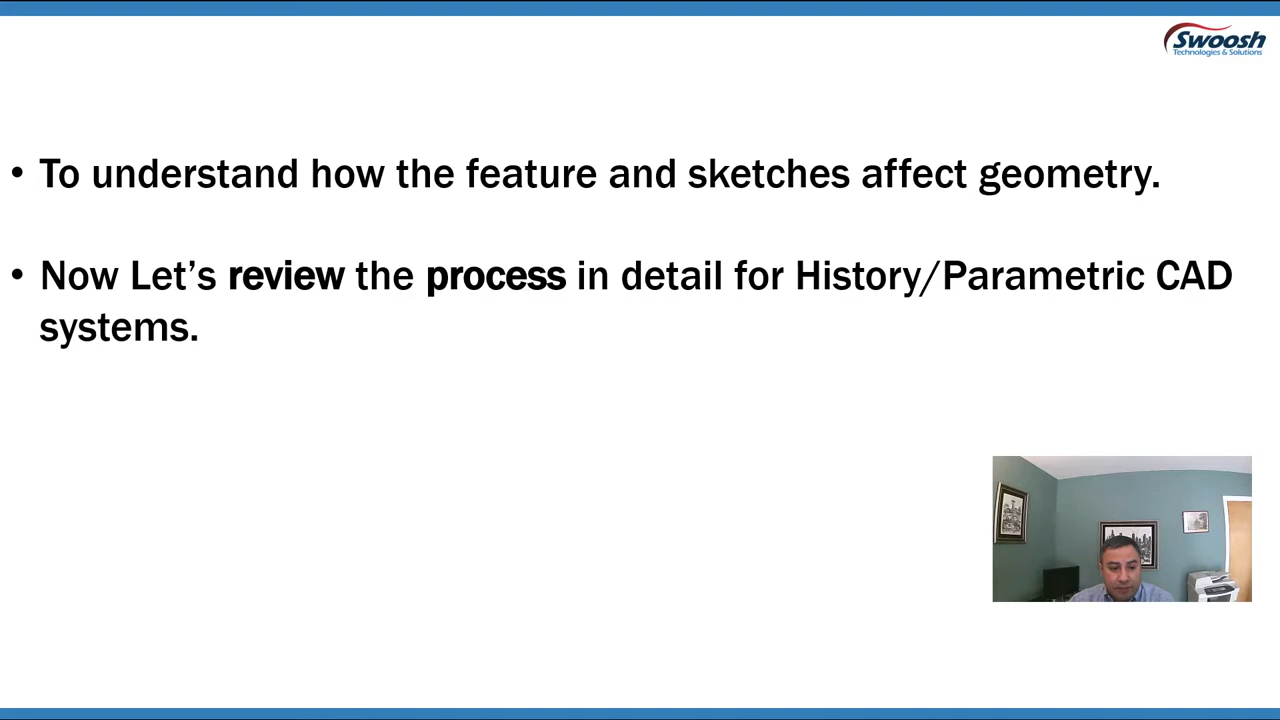 Swoosh
Technologies & Solutions
• To understand how the feature and sketches affect geometry.
• Now Let’s review the process in detail for History/Parametric CAD
systems.